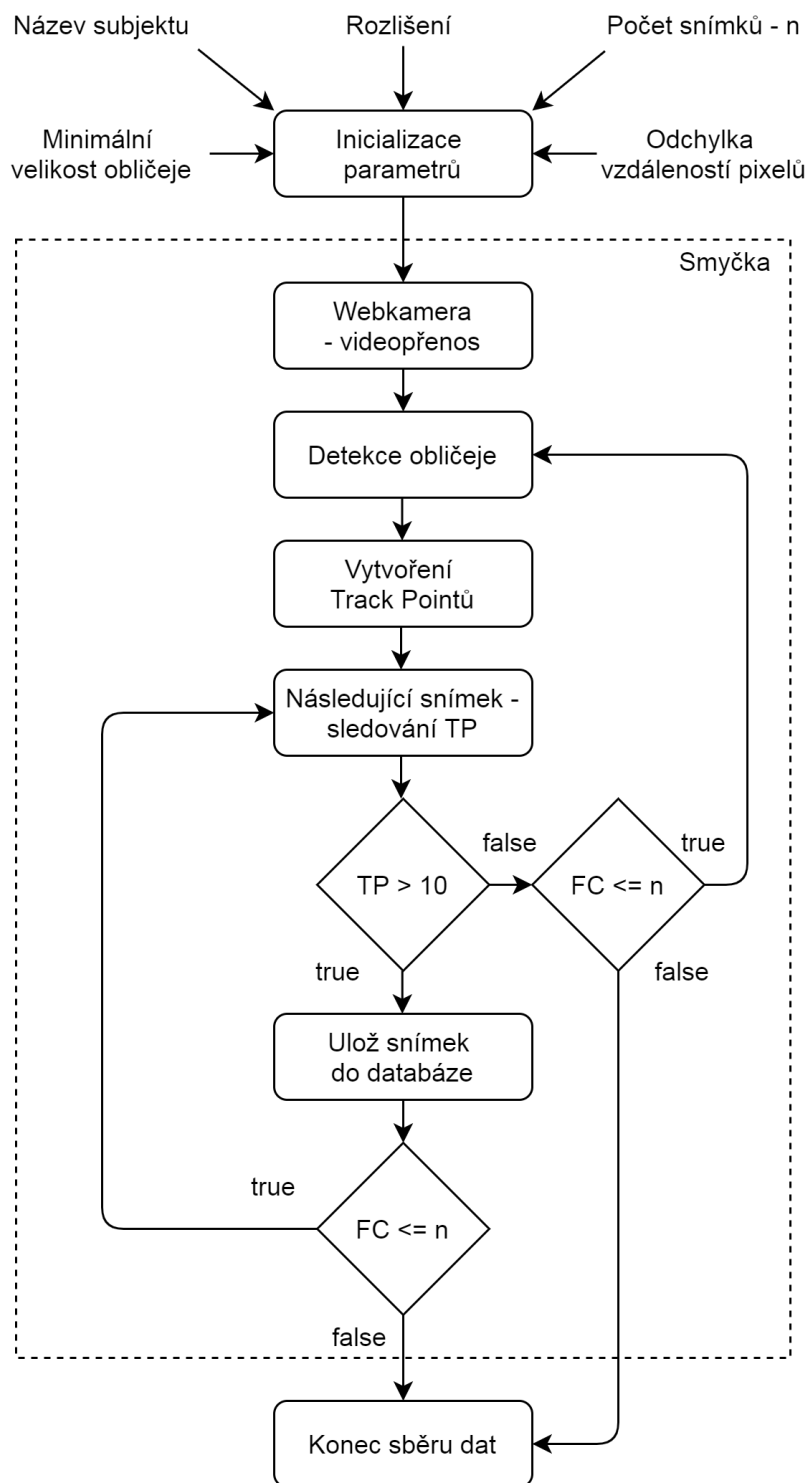 Název subjektu
Rozlišení
Počet snímků - n
Minimální
velikost obličeje
Inicializace
parametrů
Odchylka
vzdáleností pixelů
Smyčka
Webkamera
- videopřenos
Detekce obličeje
Vytvoření
Track Pointů
Následující snímek -
sledování TP
TP > 10
false
FC <= n
true
true
false
Ulož snímek
do databáze
true
FC <= n
false
Konec sběru dat